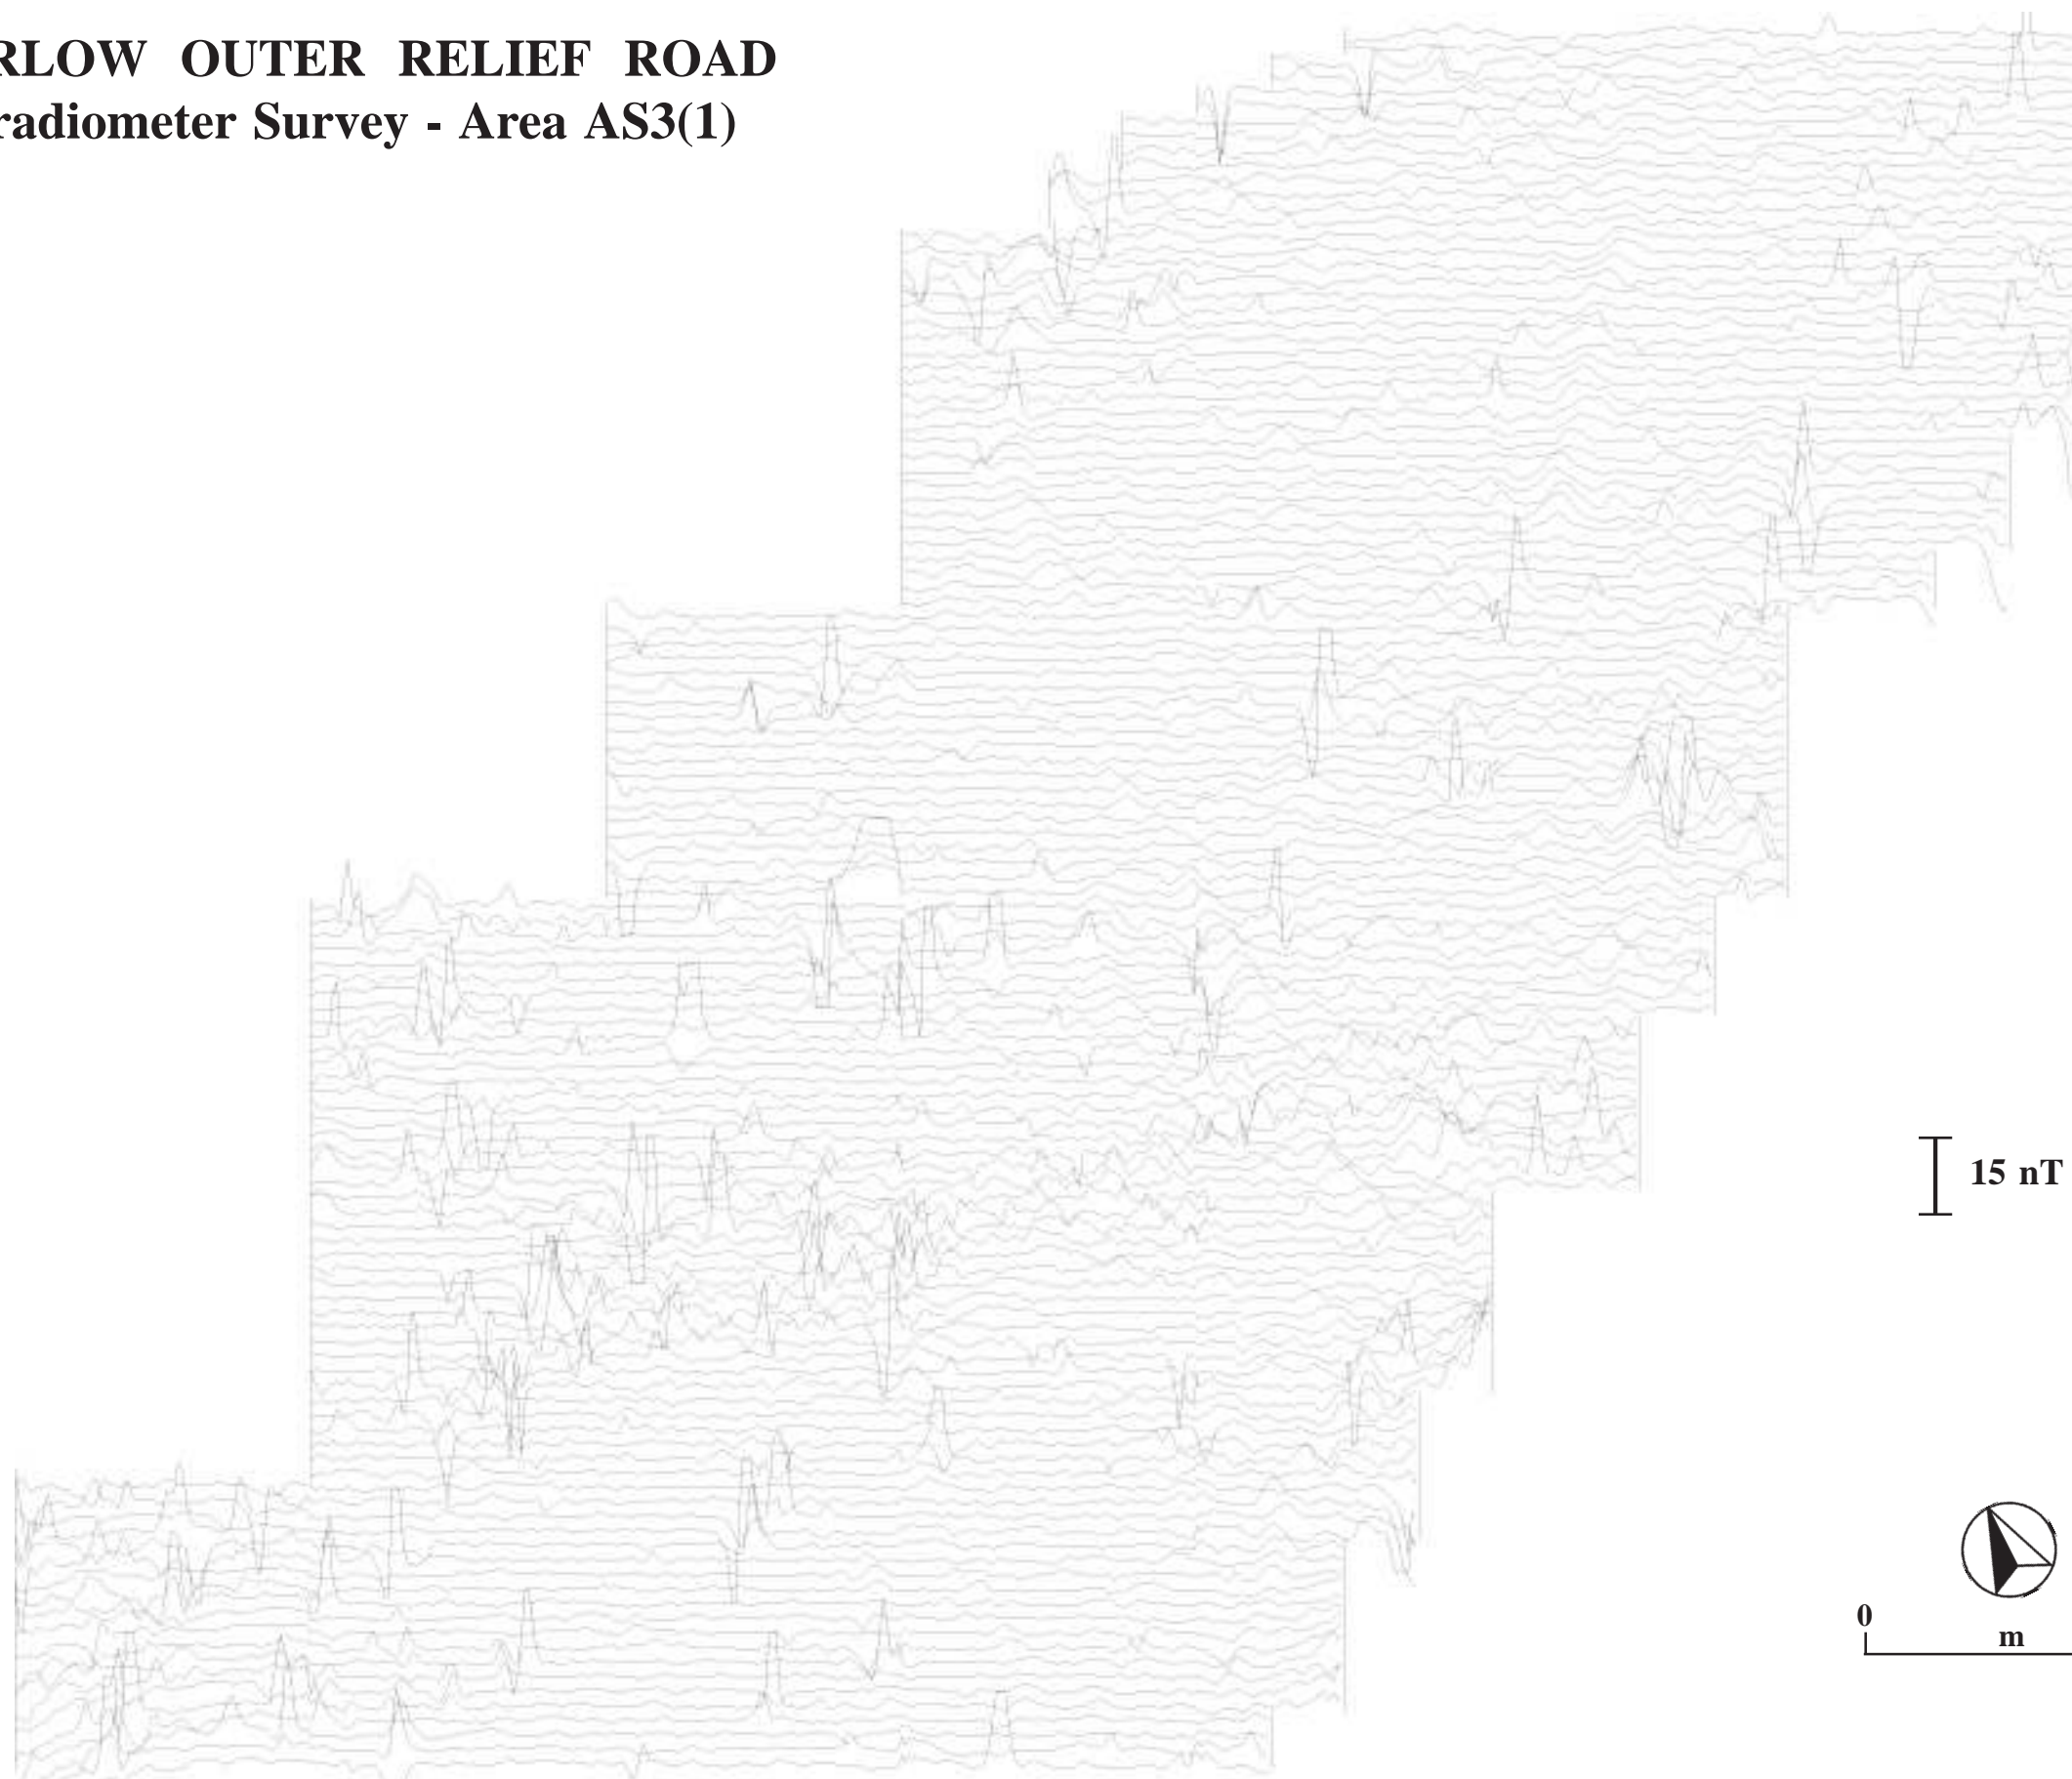 RLOW OUTER RELIEF ROAD
radiometer Survey - Area AS3(1)
15 nT
0
m